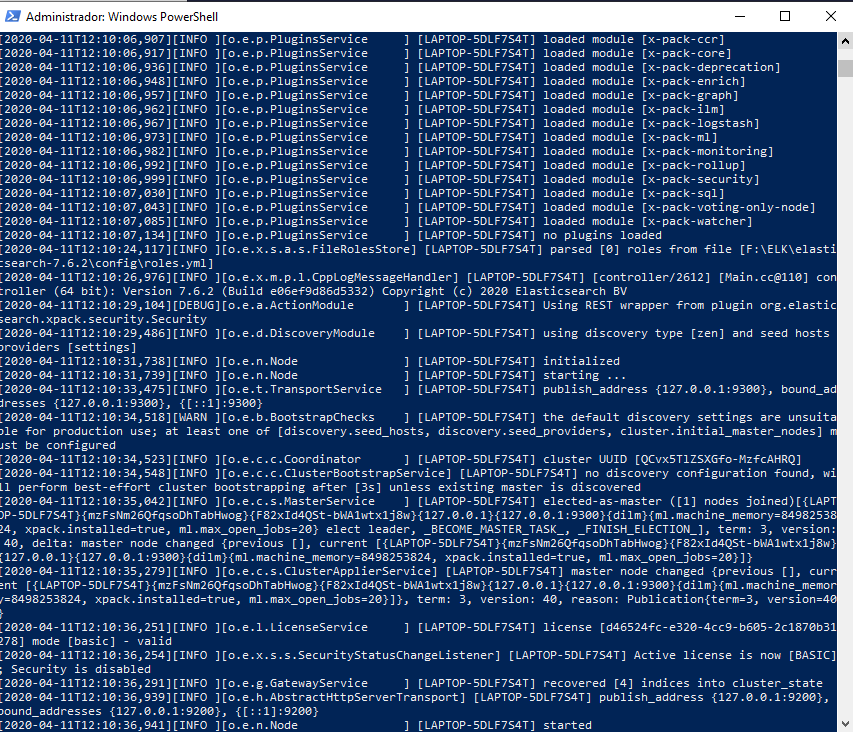 Administrador: Windows PowerShell
[2020-04-11T12:10:06,907][INFO ][o.e.p.PluginsService     ] [LAPTOP-5DLF7S4T] loaded module [x-pack-ccr]
[2020-04-11T12:10:06,917][INFO ][o.e.p.PluginsService     ] [LAPTOP-5DLF7S4T] loaded module [x-pack-core]
[2020-04-11T12:10:06,936][INFO ][o.e.p.PluginsService     ] [LAPTOP-5DLF7S4T] loaded module [x-pack-deprecation]
[2020-04-11T12:10:06,948][INFO ][o.e.p.PluginsService     ] [LAPTOP-5DLF7S4T] loaded module [x-pack-enrich]
[2020-04-11T12:10:06,957][INFO ][o.e.p.PluginsService     ] [LAPTOP-5DLF7S4T] loaded module [x-pack-graph]
[2020-04-11T12:10:06,962][INFO ][o.e.p.PluginsService     ] [LAPTOP-5DLF7S4T] loaded module [x-pack-ilm]
[2020-04-11T12:10:06,967][INFO ][o.e.p.PluginsService     ] [LAPTOP-5DLF7S4T] loaded module [x-pack-logstash]
[2020-04-11T12:10:06,973][INFO ][o.e.p.PluginsService     ] [LAPTOP-5DLF7S4T] loaded module [x-pack-ml]
[2020-04-11T12:10:06,982][INFO ][o.e.p.PluginsService     ] [LAPTOP-5DLF7S4T] loaded module [x-pack-monitoring]
[2020-04-11T12:10:06,992][INFO ][o.e.p.PluginsService     ] [LAPTOP-5DLF7S4T] loaded module [x-pack-rollup]
[2020-04-11T12:10:06,999][INFO ][o.e.p.PluginsService     ] [LAPTOP-5DLF7S4T] loaded module [x-pack-security]
[2020-04-11T12:10:07,030][INFO ][o.e.p.PluginsService     ] [LAPTOP-5DLF7S4T] loaded module [x-pack-sql]
[2020-04-11T12:10:07,043][INFO ][o.e.p.PluginsService     ] [LAPTOP-5DLF7S4T] loaded module [x-pack-voting-only-node]
[2020-04-11T12:10:07,085][INFO ][o.e.p.PluginsService     ] [LAPTOP-5DLF7S4T] loaded module [x-pack-watcher]
[2020-04-11T12:10:07,134][INFO ][o.e.p.PluginsService     ] [LAPTOP-5DLF7S4T] no plugins loaded
[2020-04-11T12:10:24,117][INFO ][o.e.x.s.a.s.FileRolesStore] [LAPTOP-5DLF7S4T] parsed [0] roles from file [F:\ELK\elasti
csearch-7.6.2\config\roles.yml]
[2020-04-11T12:10:26,976][INFO ][o.e.x.m.p.l.CppLogMessageHandler] [LAPTOP-5DLF7S4T] [controller/2612] [Main.cc@110] con
troller (64 bit): Version 7.6.2 (Build e06ef9d86d5332) Copyright (c) 2020 Elasticsearch BV
[2020-04-11T12:10:29,104][DEBUG][o.e.a.ActionModule       ] [LAPTOP-5DLF7S4T] Using REST wrapper from plugin org.elastic
search.xpack.security.Security
[2020-04-11T12:10:29,486][INFO ][o.e.d.DiscoveryModule    ] [LAPTOP-5DLF7S4T] using discovery type [zen] and seed hosts
providers [settings]
[2020-04-11T12:10:31,738][INFO ][o.e.n.Node               ] [LAPTOP-5DLF7S4T] initialized
[2020-04-11T12:10:31,739][INFO ][o.e.n.Node               ] [LAPTOP-5DLF7S4T] starting ...
[2020-04-11T12:10:33,475][INFO ][o.e.t.TransportService   ] [LAPTOP-5DLF7S4T] publish_address {127.0.0.1:9300}, bound_ad
dresses {127.0.0.1:9300}, {[::1]:9300}
[2020-04-11T12:10:34,518][WARN ][o.e.b.BootstrapChecks    ] [LAPTOP-5DLF7S4T] the default discovery settings are unsuita
ble for production use; at least one of [discovery.seed_hosts, discovery.seed_providers, cluster.initial_master_nodes] m
ust be configured
[2020-04-11T12:10:34,523][INFO ][o.e.c.c.Coordinator      ] [LAPTOP-5DLF7S4T] cluster UUID [QCvx5TlZSXGfo-MzfcAHRQ]
[2020-04-11T12:10:34,548][INFO ][o.e.c.c.ClusterBootstrapService] [LAPTOP-5DLF7S4T] no discovery configuration found, wi
ll perform best-effort cluster bootstrapping after [3s] unless existing master is discovered
[2020-04-11T12:10:35,042][INFO ][o.e.c.s.MasterService    ] [LAPTOP-5DLF7S4T] elected-as-master ([1] nodes joined)[{LAPT
OP-5DLF7S4T}{mzFsNm26QfqsoDhTabHwog}{F82xId4QSt-bWA1wtx1j8w}{127.0.0.1}{127.0.0.1:9300}{dilm}{ml.machine_memory=84982538
24, xpack.installed=true, ml.max_open_jobs=20} elect leader, _BECOME_MASTER_TASK_, _FINISH_ELECTION_], term: 3, version:
 40, delta: master node changed {previous [], current [{LAPTOP-5DLF7S4T}{mzFsNm26QfqsoDhTabHwog}{F82xId4QSt-bWA1wtx1j8w}
{127.0.0.1}{127.0.0.1:9300}{dilm}{ml.machine_memory=8498253824, xpack.installed=true, ml.max_open_jobs=20}]}
[2020-04-11T12:10:35,279][INFO ][o.e.c.s.ClusterApplierService] [LAPTOP-5DLF7S4T] master node changed {previous [], curr
ent [{LAPTOP-5DLF7S4T}{mzFsNm26QfqsoDhTabHwog}{F82xId4QSt-bWA1wtx1j8w}{127.0.0.1}{127.0.0.1:9300}{dilm}{ml.machine_memor
y=8498253824, xpack.installed=true, ml.max_open_jobs=20}]}, term: 3, version: 40, reason: Publication{term=3, version=40
}
[2020-04-11T12:10:36,251][INFO ][o.e.l.LicenseService     ] [LAPTOP-5DLF7S4T] license [d46524fc-e320-4cc9-b605-2c1870b31
278] mode [basic] - valid
[2020-04-11T12:10:36,254][INFO ][o.e.x.s.s.SecurityStatusChangeListener] [LAPTOP-5DLF7S4T] Active license is now [BASIC]
; Security is disabled
[2020-04-11T12:10:36,291][INFO ][o.e.g.GatewayService     ] [LAPTOP-5DLF7S4T] recovered [4] indices into cluster_state
[2020-04-11T12:10:36,939][INFO ][o.e.h.AbstractHttpServerTransport] [LAPTOP-5DLF7S4T] publish_address {127.0.0.1:9200},
bound_addresses {127.0.0.1:9200}, {[::1]:9200}
[2020-04-11T12:10:36,941][INFO ][o.e.n.Node               ] [LAPTOP-5DLF7S4T] started